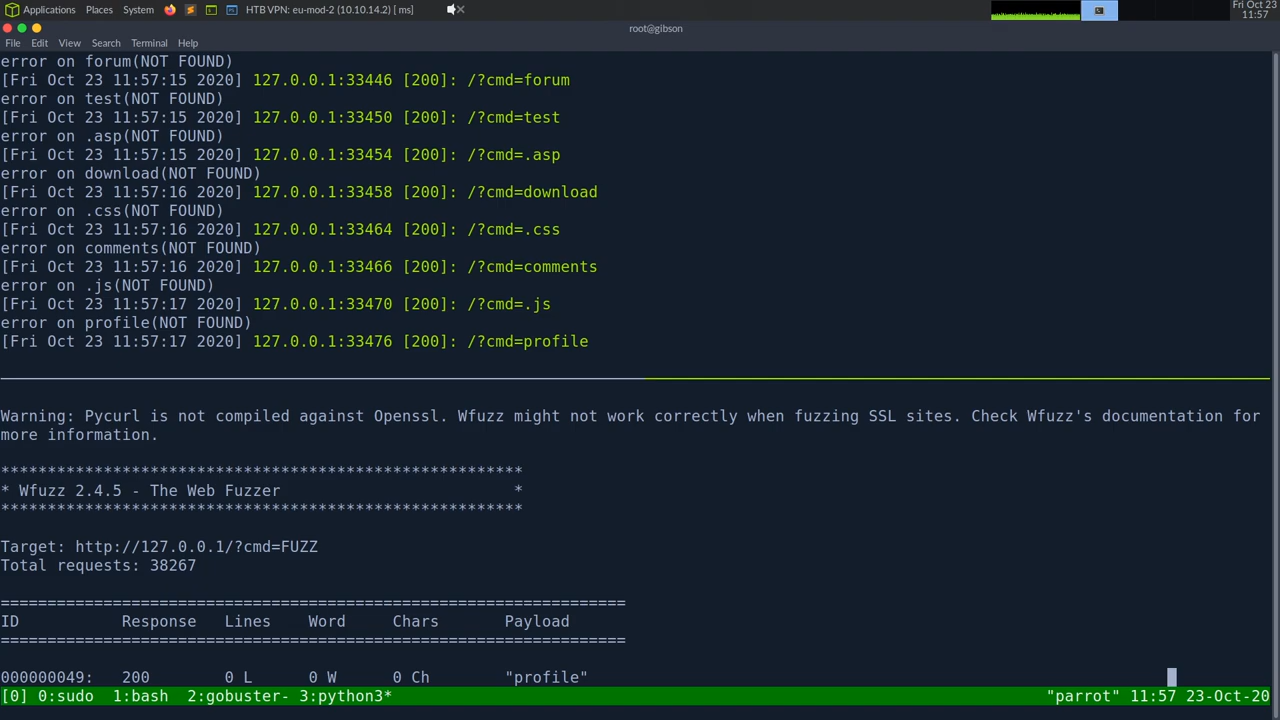 Applications Places System HTB VPN: eu-mod-2 (10.10.14.2) [ms] Fri Oct 23
11:57
root@gibson
File Edit View Search Terminal Help
error on forum(NOT FOUND)
[Fri Oct 23 11:57:15 2020] 127.0.0.1:33446 [200]: /?cmd=forum
error on test(NOT FOUND)
[Fri Oct 23 11:57:15 2020] 127.0.0.1:33450 [200]: /?cmd=test
error on .asp(NOT FOUND)
[Fri Oct 23 11:57:15 2020] 127.0.0.1:33454 [200]: /?cmd=.asp
error on download(NOT FOUND)
[Fri Oct 23 11:57:16 2020] 127.0.0.1:33458 [200]: /?cmd=download
error on .css(NOT FOUND)
[Fri Oct 23 11:57:16 2020] 127.0.0.1:33464 [200]: /?cmd=.css
error on comments(NOT FOUND)
[Fri Oct 23 11:57:16 2020] 127.0.0.1:33466 [200]: /?cmd=comments
error on .js(NOT FOUND)
[Fri Oct 23 11:57:17 2020] 127.0.0.1:33470 [200]: /?cmd=.js
error on profile(NOT FOUND)
[Fri Oct 23 11:57:17 2020] 127.0.0.1:33476 [200]: /?cmd=profile
Warning: Pycurl is not compiled against Openssl. Wfuzz might not work correctly when fuzzing SSL sites. Check Wfuzz's documentation for
more information.
********************************************************
* Wfuzz 2.4.5 - The Web Fuzzer                         *
********************************************************
Target: http://127.0.0.1/?cmd=FUZZ
Total requests: 38267
===================================================================
ID           Response   Lines    Word     Chars       Payload
===================================================================
000000049:   200        0 L      0 W      0 Ch        "profile"
[0] 0:sudo  1:bash  2:gobuster- 3:python3* "parrot" 11:57 23-Oct-20